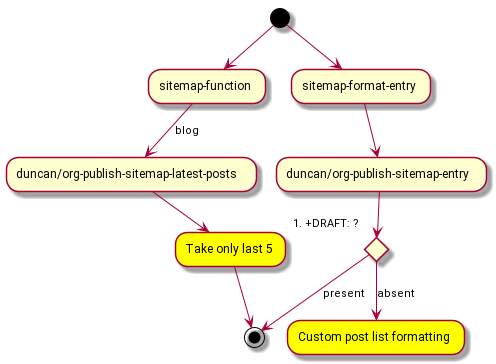 sitemap-function
sitemap-format-entry
blog
duncan/org-publish-sitemap-latest-posts
duncan/org-publish-sitemap-entry
1. +DRAFT: ?
Take only last 5
present
absent
Custom post list formatting